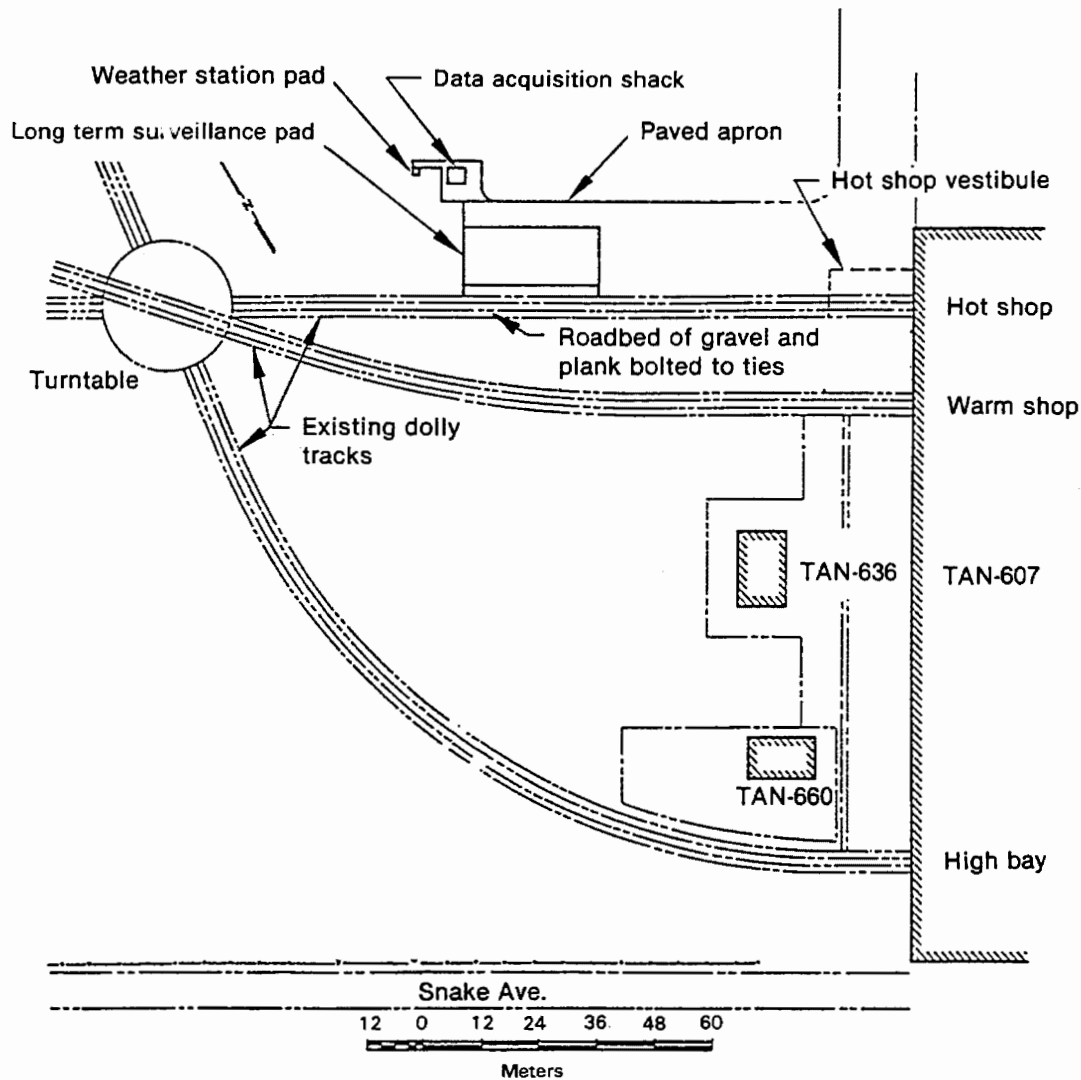 Weather station pad
Data acquisition shack
Long term surveillance pad
Paved apron
Hot shop vestibule
Hot shop
Roadbed of gravel and
plank bolted to ties
Turntable
Warm shop
Existing dolly
tracks
TAN-636
TAN-607
TAN-660
High bay
Snake Ave.
12 0 12 24 36 48 60
Meters